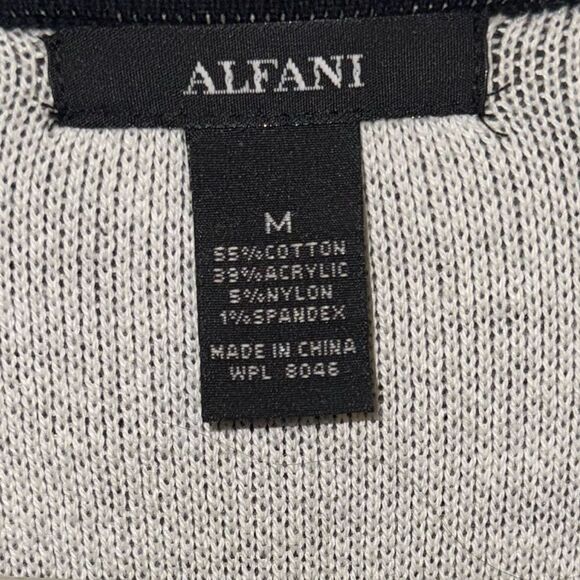 ALFANI
M
55%COTTON
39%ACRYLIC
5%NYLON
1%SPANDEX
MADE IN CHINA
WPL 8046